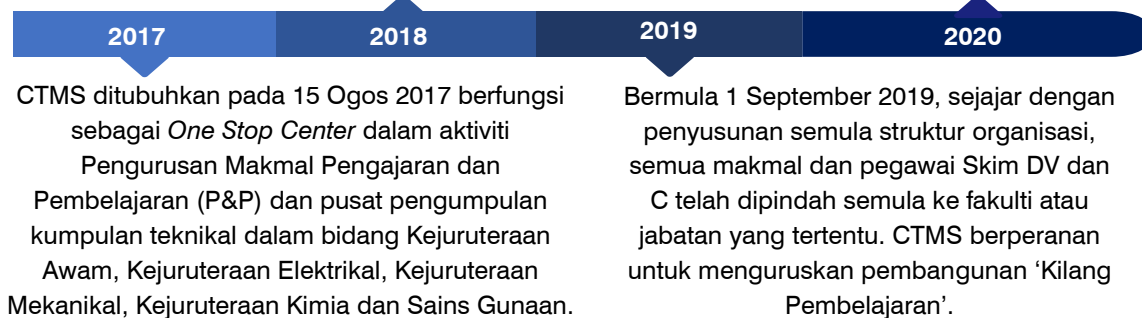 2017
2018
2019
2020
CTMS ditubuhkan pada 15 Ogos 2017 berfungsi
sebagai One Stop Center dalam aktiviti
Pengurusan Makmal Pengajaran dan
Pembelajaran (P&P) dan pusat pengumpulan
kumpulan teknikal dalam bidang Kejuruteraan
Awam, Kejuruteraan Elektrikal, Kejuruteraan
Mekanikal, Kejuruteraan Kimia dan Sains Gunaan.
Bermula 1 September 2019, sejajar dengan
penyusunan semula struktur organisasi,
semua makmal dan pegawai Skim DV dan
C telah dipindah semula ke fakulti atau
jabatan yang tertentu. CTMS berperanan
untuk menguruskan pembangunan ‘Kilang
Pembelajaran’.